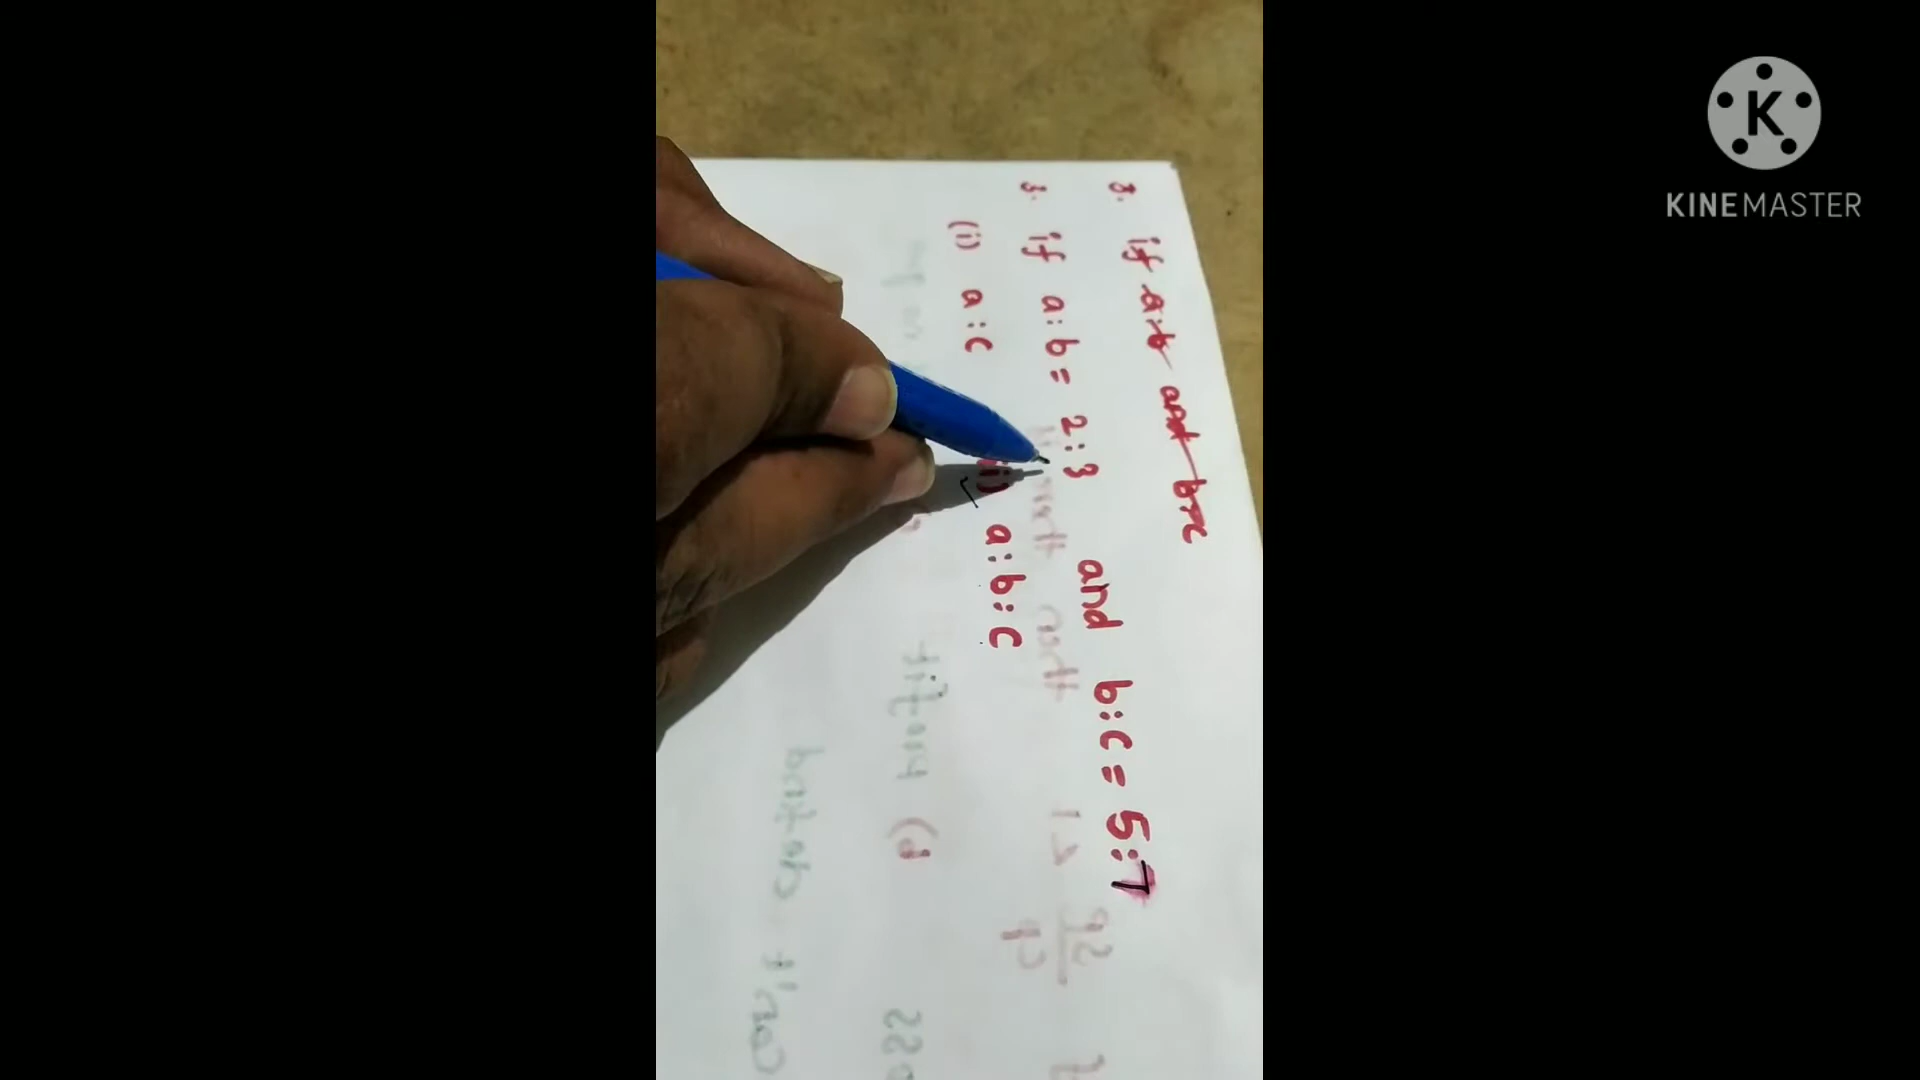 3. if a:b and b:c
3. if a:b = 2:3 and b:c = 5:7
(i) a:c (ii) a:b:c
KINEMASTER